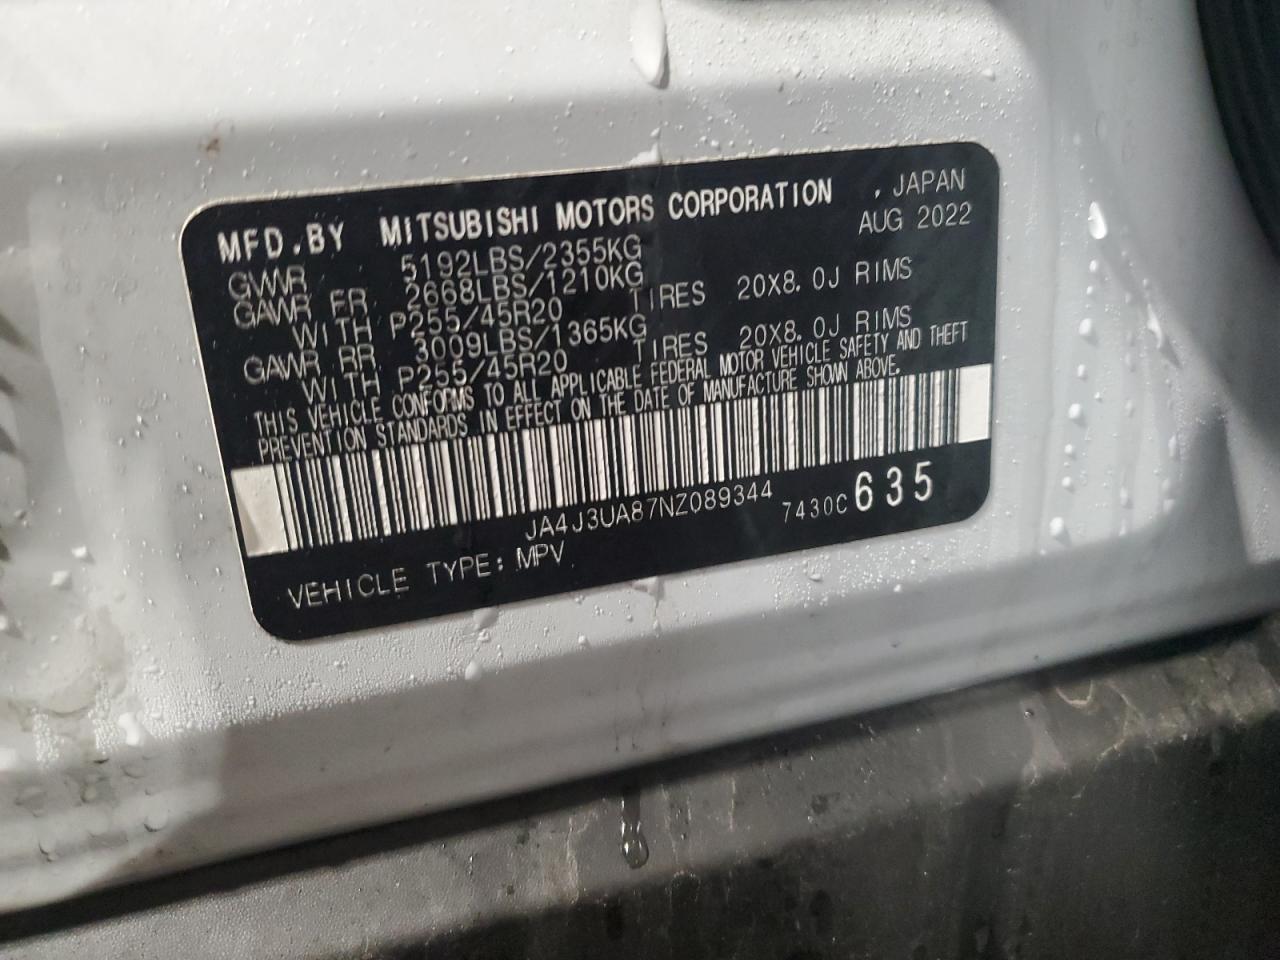 MFD.BY MITSUBISHI MOTORS CORPORATION , JAPAN
AUG 2022
GVWR 5192LBS/2355KG
GAWR FR 2668LBS/1210KG
WITH P255/45R20 TIRES 20X8.0J RIMS
GAWR RR 3009LBS/1365KG
WITH P255/45R20 TIRES 20X8.0J RIMS
THIS VEHICLE CONFORMS TO ALL APPLICABLE FEDERAL MOTOR VEHICLE SAFETY AND THEFT
PREVENTION STANDARDS IN EFFECT ON THE DATE OF MANUFACTURE SHOWN ABOVE.
JA4J3UA87NZ089344 7430C 635
VEHICLE TYPE: MPV